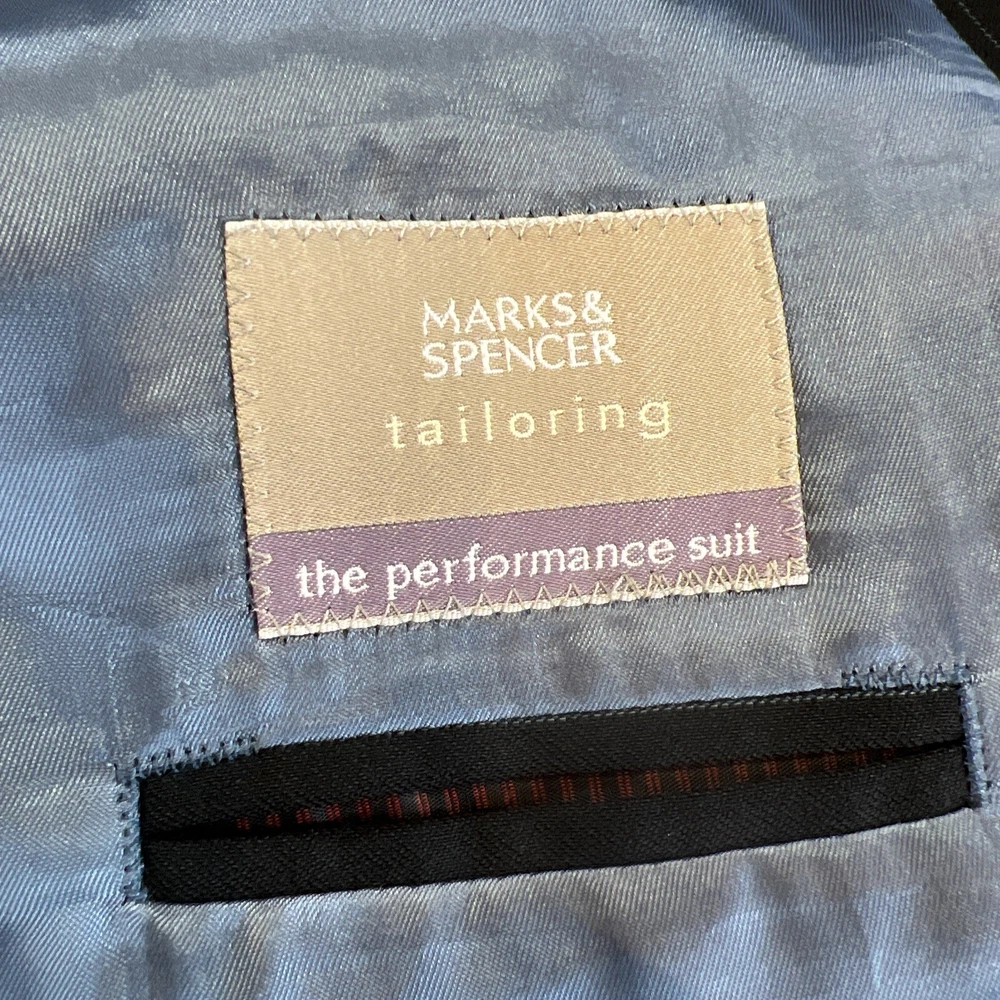 MARKS&
SPENCER
tailoring
the performance suit